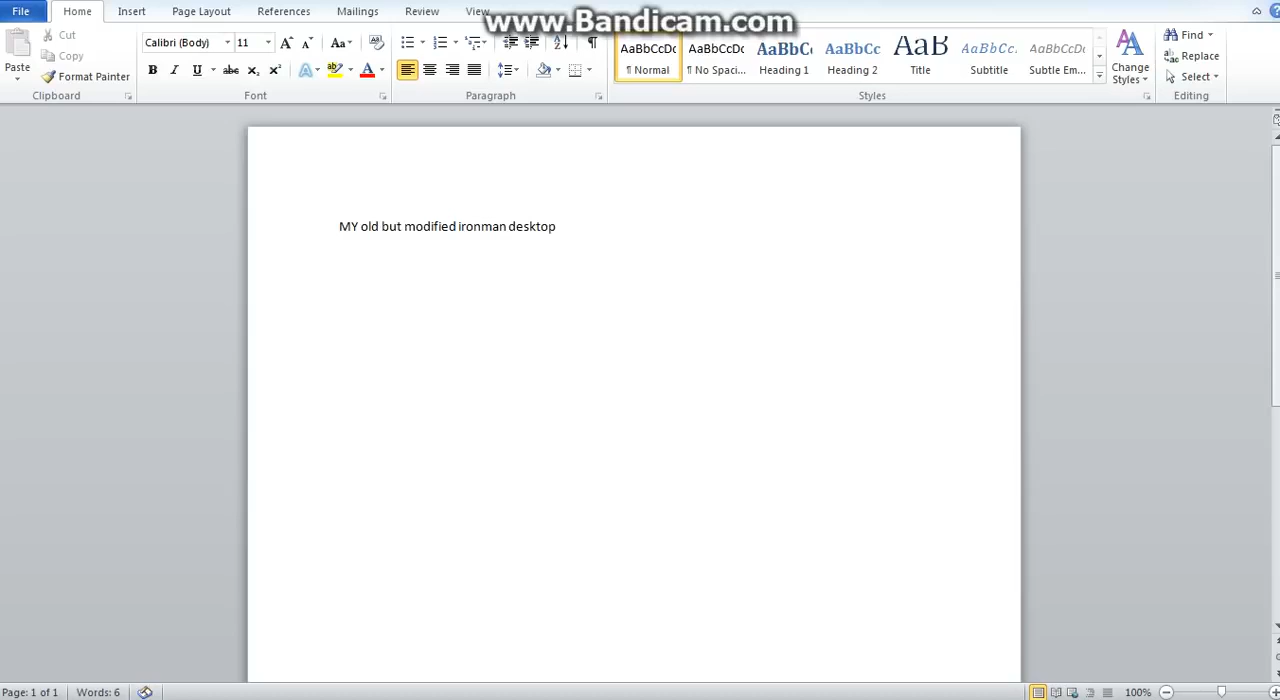 www.Bandicam.com
File Home Insert Page Layout References Mailings Review View
Cut
Copy
Paste
Format Painter
Clipboard
Calibri (Body) 11
Font
Paragraph
AaBbCcDc AaBbCcDc AaBbC AaBbCc AaB AaBbCc. AaBbCcDc
¶ Normal ¶ No Spaci... Heading 1 Heading 2 Title Subtitle Subtle Em...
Styles
Change
Styles
Find
Replace
Select
Editing
MY old but modified ironman desktop
Page: 1 of 1 Words: 6 100%